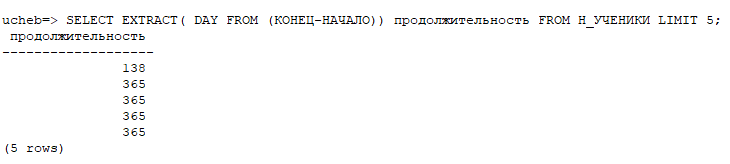 ucheb=> SELECT EXTRACT( DAY FROM (КОНЕЦ-НАЧАЛО)) продолжительность FROM Н_УЧЕНИКИ LIMIT 5;
продолжительность
-------------------
138
365
365
365
365
(5 rows)